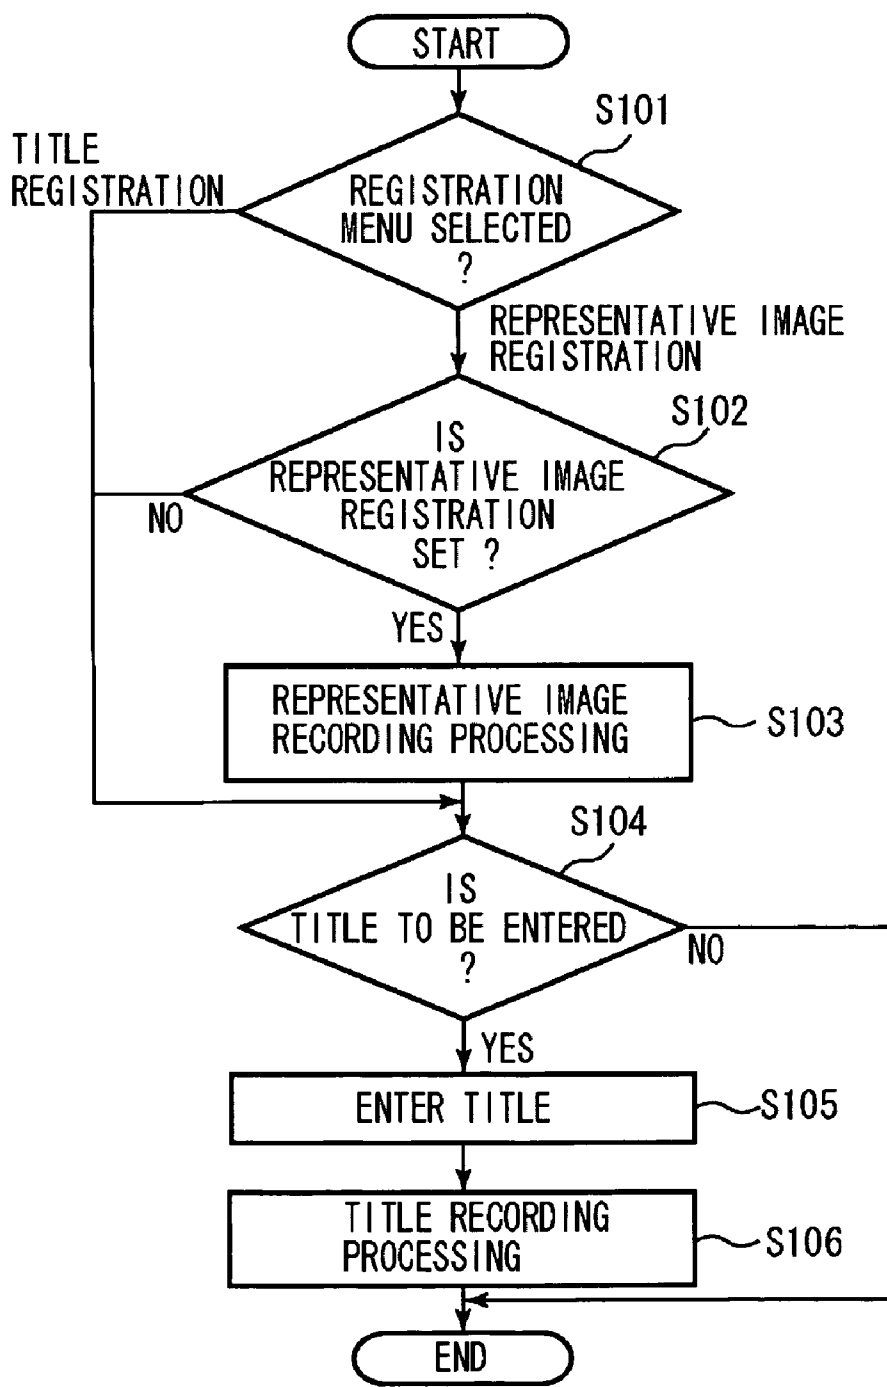 START
S101
TITLE
REGISTRATION
REGISTRATION
MENU SELECTED
?
REPRESENTATIVE IMAGE
REGISTRATION
S102
IS
REPRESENTATIVE IMAGE
REGISTRATION
SET ?
NO
YES
REPRESENTATIVE IMAGE
RECORDING PROCESSING
S103
S104
IS
TITLE TO BE ENTERED
?
NO
YES
ENTER TITLE
S105
TITLE RECORDING
PROCESSING
S106
END